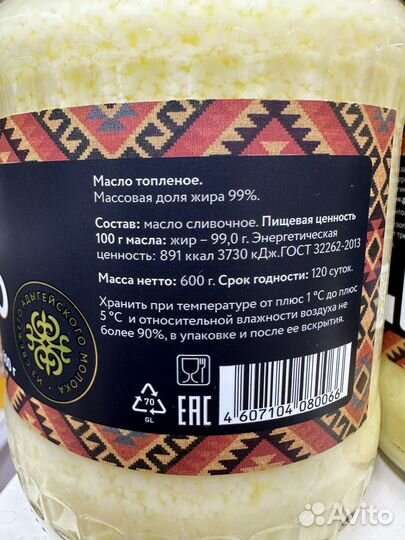 Масло топленое.
Массовая доля жира 99%.
Состав: масло сливочное. Пищевая ценность
100 г масла: жир – 99,0 г. Энергетическая
ценность: 891 ккал 3730 кДж.ГОСТ 32262-2013
Масса нетто: 600 г. Срок годности: 120 суток.
Хранить при температуре от плюс 1 °С до плюс
5 °С и относительной влажности воздуха не
более 90%, в упаковке и после ее вскрытия.
АДЫГЕЙСКОГО МОЛОКА
70
GL
EAC
4 607104 080066
Avito